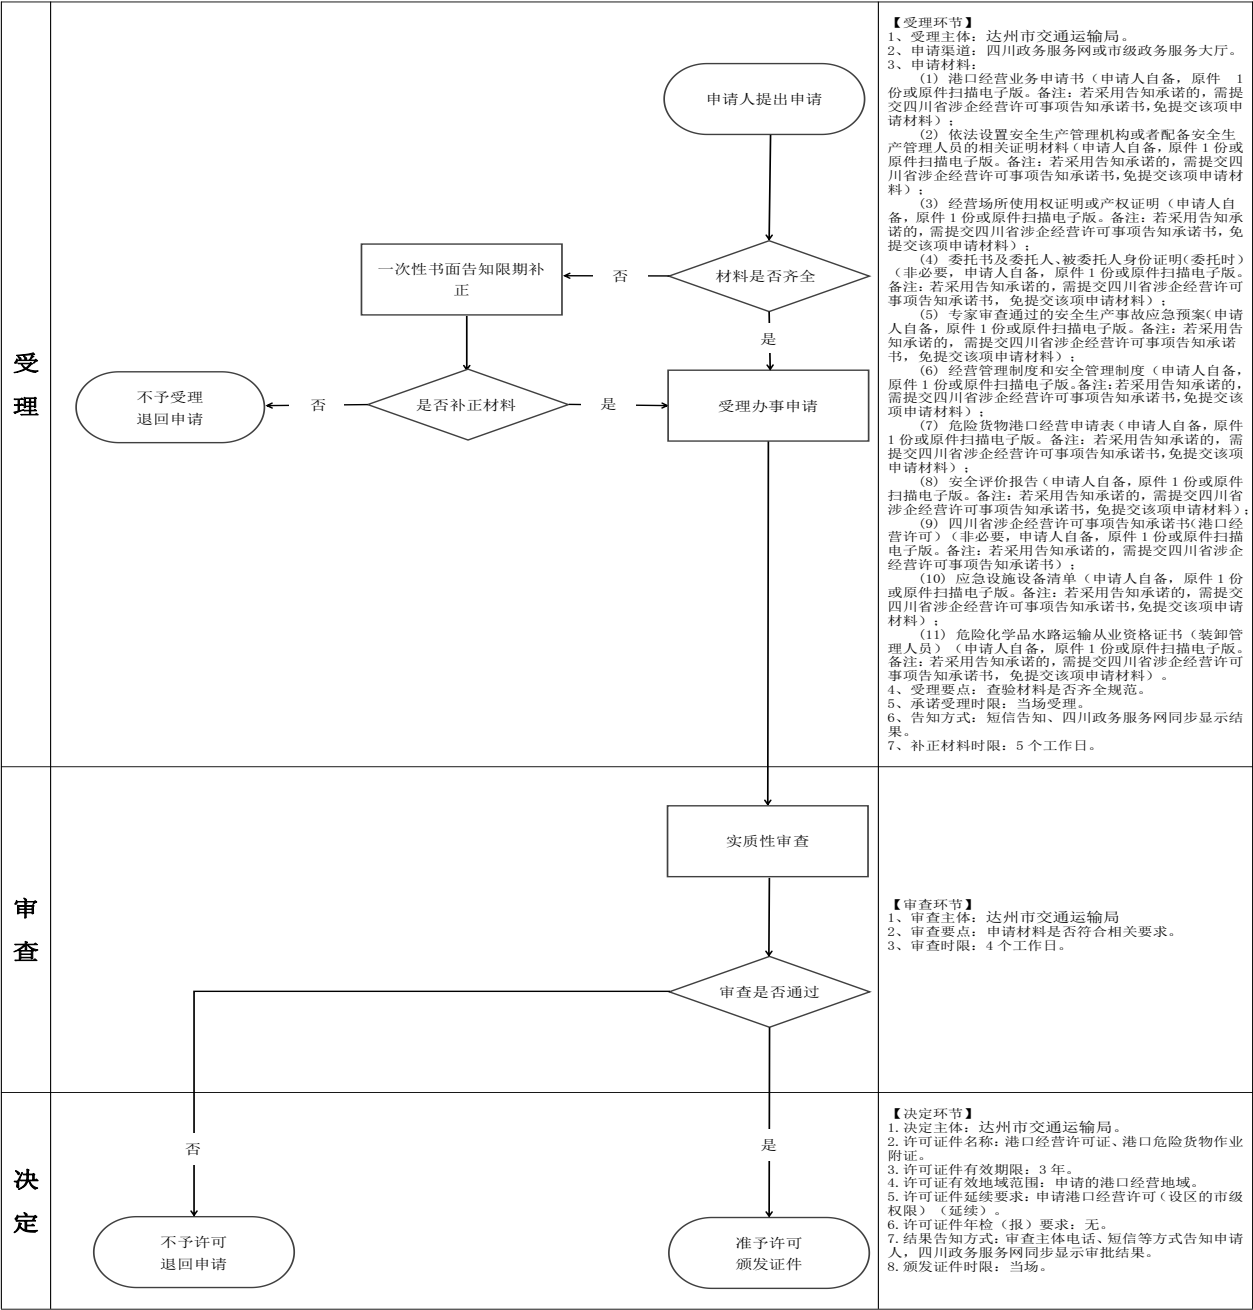 受
理
申请人提出申请
材料是否齐全
否
一次性书面告知限期补
正
是
不予受理
退回申请
否
是否补正材料
是
受理办事申请
【受理环节】
1、受理主体：达州市交通运输局。
2、申请渠道：四川政务服务网或市级政务服务大厅。
3、申请材料：
(1) 港口经营业务申请书（申请人自备，原件 1
份或原件扫描电子版。备注：若采用告知承诺的，需提
交四川省涉企经营许可事项告知承诺书，免提交该项申
请材料）；
(2) 依法设置安全生产管理机构或者配备安全生
产管理人员的相关证明材料（申请人自备，原件 1 份或
原件扫描电子版。备注：若采用告知承诺的，需提交四
川省涉企经营许可事项告知承诺书，免提交该项申请材
料）；
(3) 经营场所使用权证明或产权证明（申请人自
备，原件 1 份或原件扫描电子版。备注：若采用告知承
诺的，需提交四川省涉企经营许可事项告知承诺书，免
提交该项申请材料）；
(4) 委托书及委托人、被委托人身份证明（委托时）
（非必要，申请人自备，原件 1 份或原件扫描电子版。
备注：若采用告知承诺的，需提交四川省涉企经营许可
事项告知承诺书，免提交该项申请材料）；
(5) 专家审查通过的安全生产事故应急预案（申请
人自备，原件 1 份或原件扫描电子版。备注：若采用告
知承诺的，需提交四川省涉企经营许可事项告知承诺
书，免提交该项申请材料）；
(6) 经营管理制度和安全管理制度（申请人自备，
原件 1 份或原件扫描电子版。备注：若采用告知承诺的，
需提交四川省涉企经营许可事项告知承诺书，免提交该
项申请材料）；
(7) 危险货物港口经营申请表（申请人自备，原件
1 份或原件扫描电子版。备注：若采用告知承诺的，需
提交四川省涉企经营许可事项告知承诺书，免提交该项
申请材料）；
(8) 安全评价报告（申请人自备，原件 1 份或原件
扫描电子版。备注：若采用告知承诺的，需提交四川省
涉企经营许可事项告知承诺书，免提交该项申请材料）；
(9) 四川省涉企经营许可事项告知承诺书（港口经
营许可）（非必要，申请人自备，原件 1 份或原件扫描
电子版。备注：若采用告知承诺的，需提交四川省涉企
经营许可事项告知承诺书）；
(10) 应急设施设备清单（申请人自备，原件 1 份
或原件扫描电子版。备注：若采用告知承诺的，需提交
四川省涉企经营许可事项告知承诺书，免提交该项申请
材料）；
(11) 危险化学品水路运输从业资格证书（装卸管
理人员）（申请人自备，原件 1 份或原件扫描电子版。
备注：若采用告知承诺的，需提交四川省涉企经营许可
事项告知承诺书，免提交该项申请材料）。
4、受理要点：查验材料是否齐全规范。
5、承诺受理时限：当场受理。
6、告知方式：短信告知、四川政务服务网同步显示结
果。
7、补正材料时限：5 个工作日。
审
查
实质性审查
审查是否通过
【审查环节】
1、审查主体：达州市交通运输局
2、审查要点：申请材料是否符合相关要求。
3、审查时限：4 个工作日。
决
定
否
是
不予许可
退回申请
准予许可
颁发证件
【决定环节】
1.决定主体：达州市交通运输局。
2.许可证件名称：港口经营许可证、港口危险货物作业
附证。
3.许可证件有效期限：3 年。
4.许可证有效地域范围：申请的港口经营地域。
5.许可证件延续要求：申请港口经营许可（设区的市级
权限）（延续）。
6.许可证件年检（报）要求：无。
7.结果告知方式：审查主体电话、短信等方式告知申请
人，四川政务服务网同步显示审批结果。
8.颁发证件时限：当场。